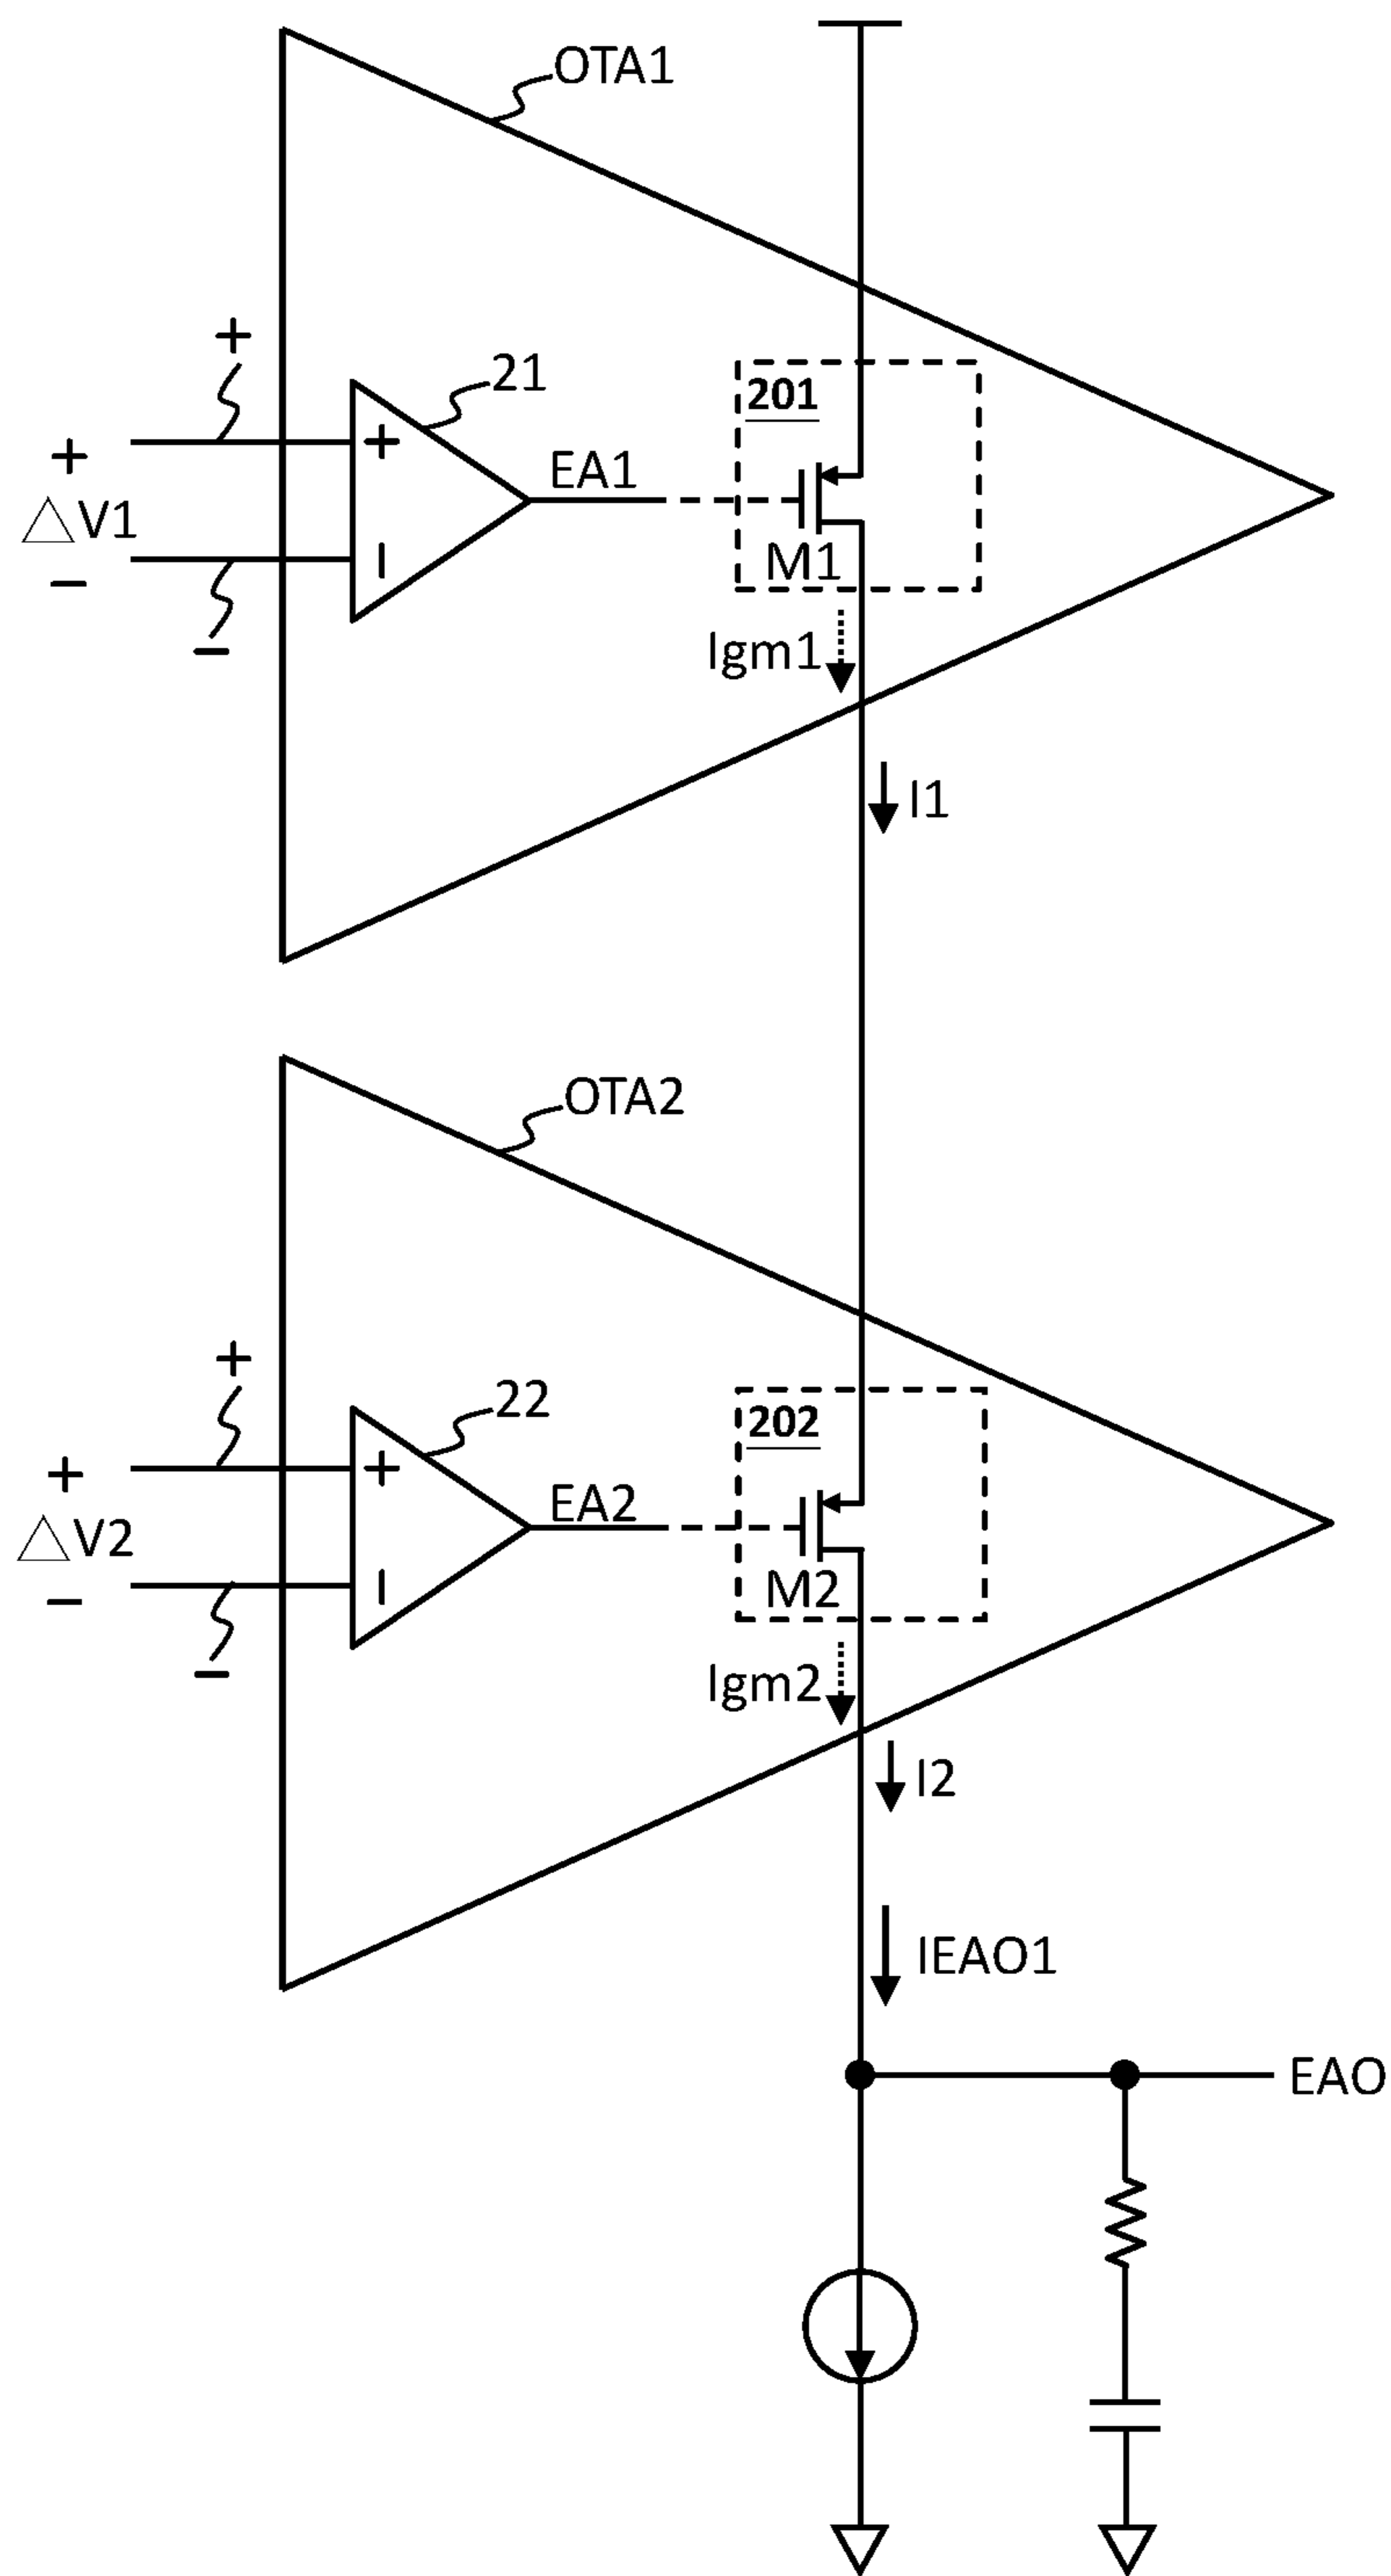 OTA1
+
21
201
+
+
EA1
△V1
−
−
M1
−
Igm1
I1
OTA2
+
22
202
+
+
EA2
△V2
−
−
M2
−
Igm2
I2
IEAO1
EAO